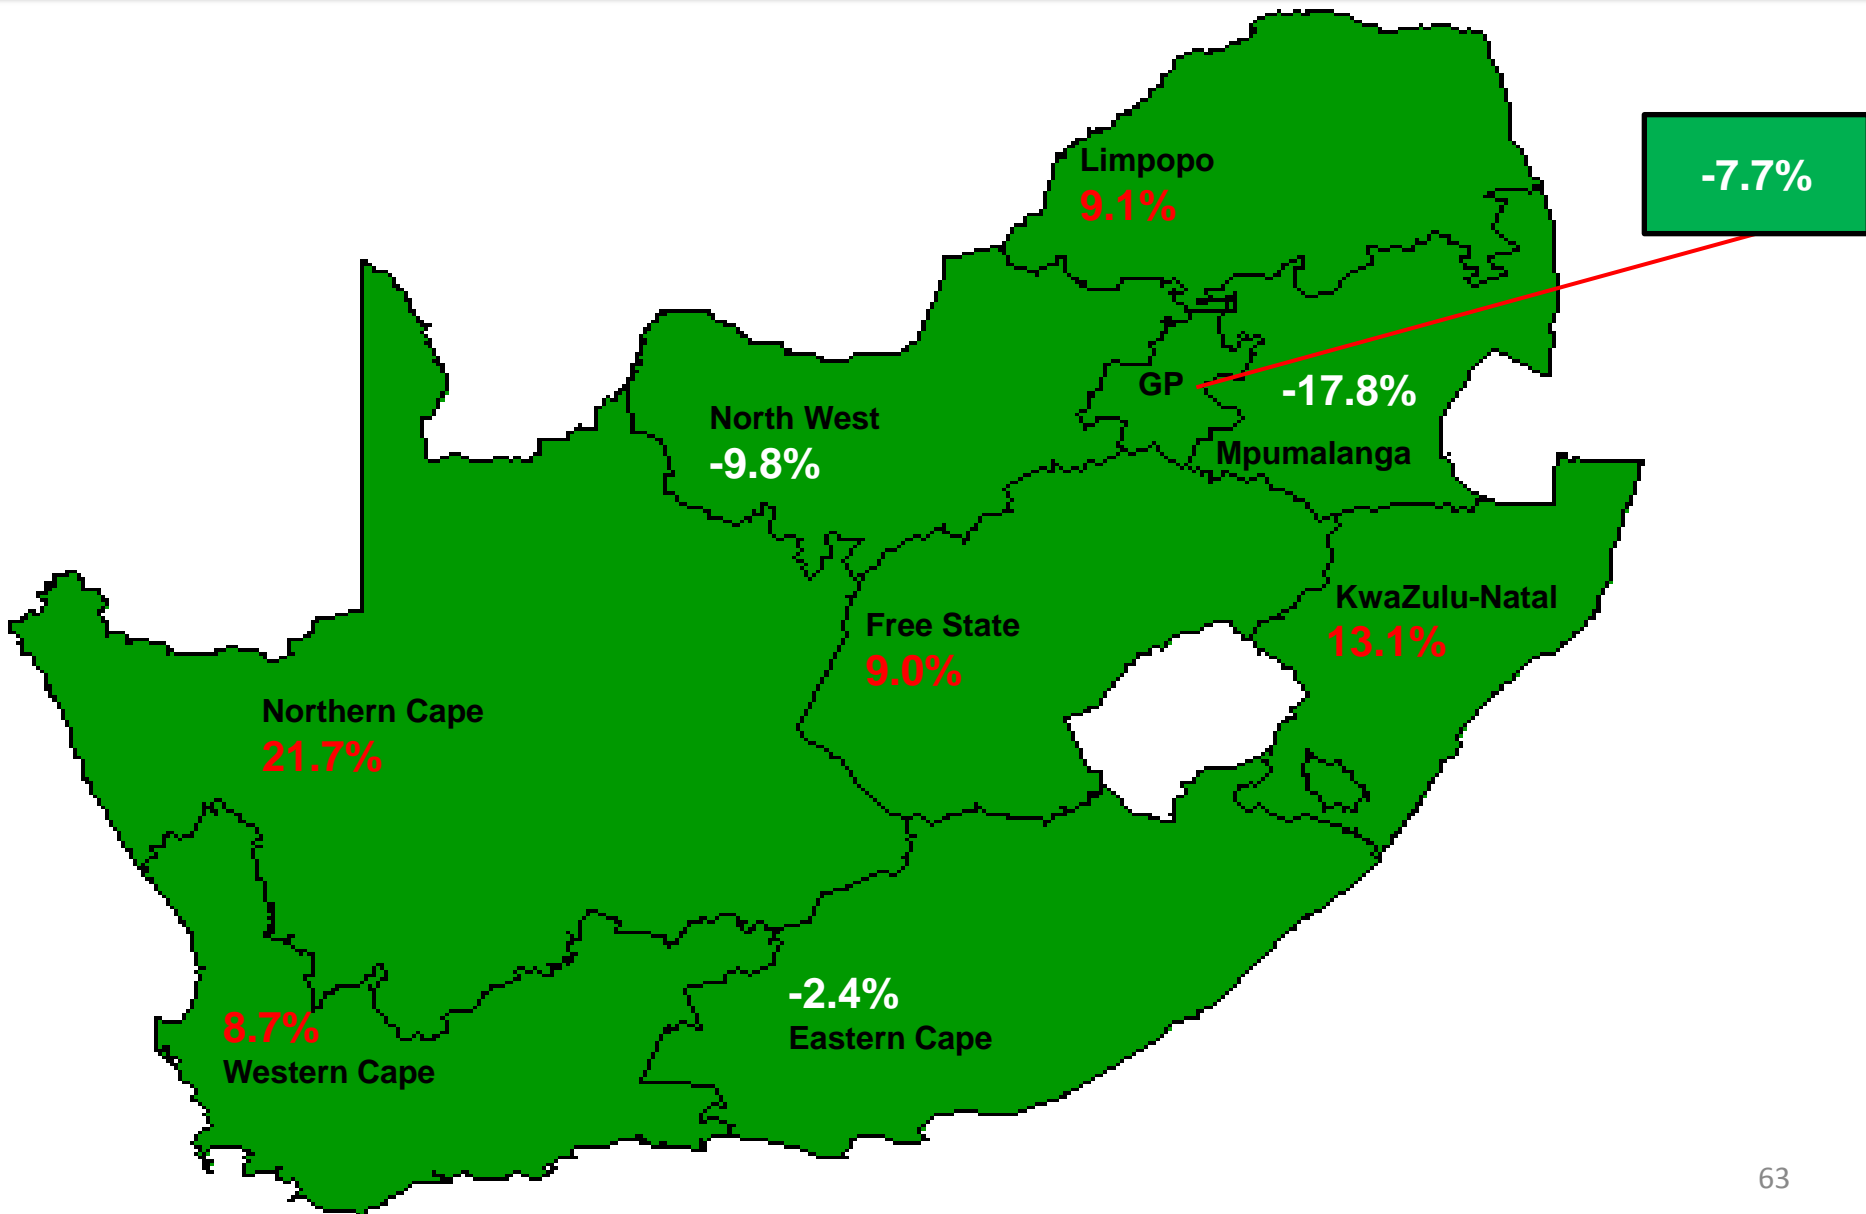 Limpopo
9.1%
-7.7%
GP
-17.8%
Mpumalanga
North West
-9.8%
KwaZulu-Natal
13.1%
Free State
9.0%
Northern Cape
21.7%
-2.4%
Eastern Cape
8.7%
Western Cape
63